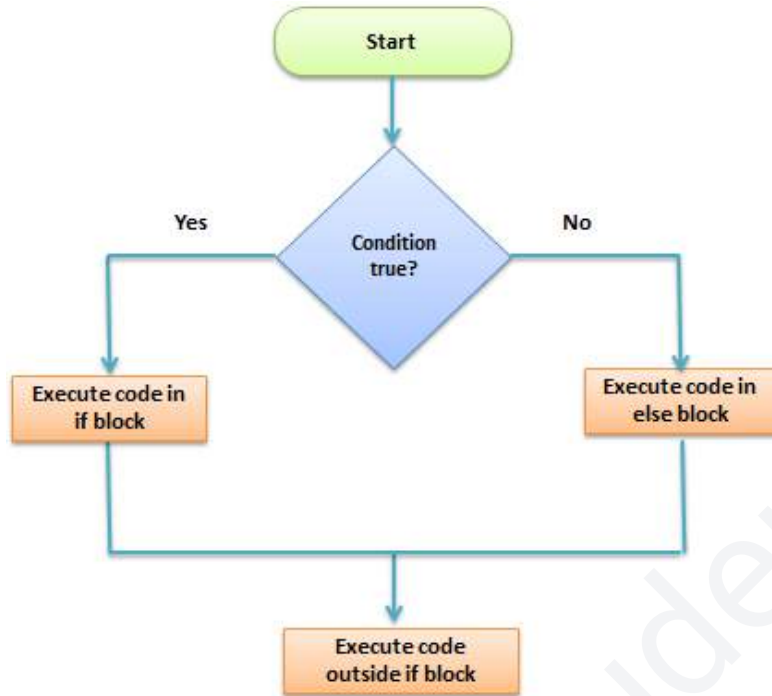 Start
Yes
No
Condition
true?
Execute code in
if block
Execute code in
else block
Execute code
outside if block